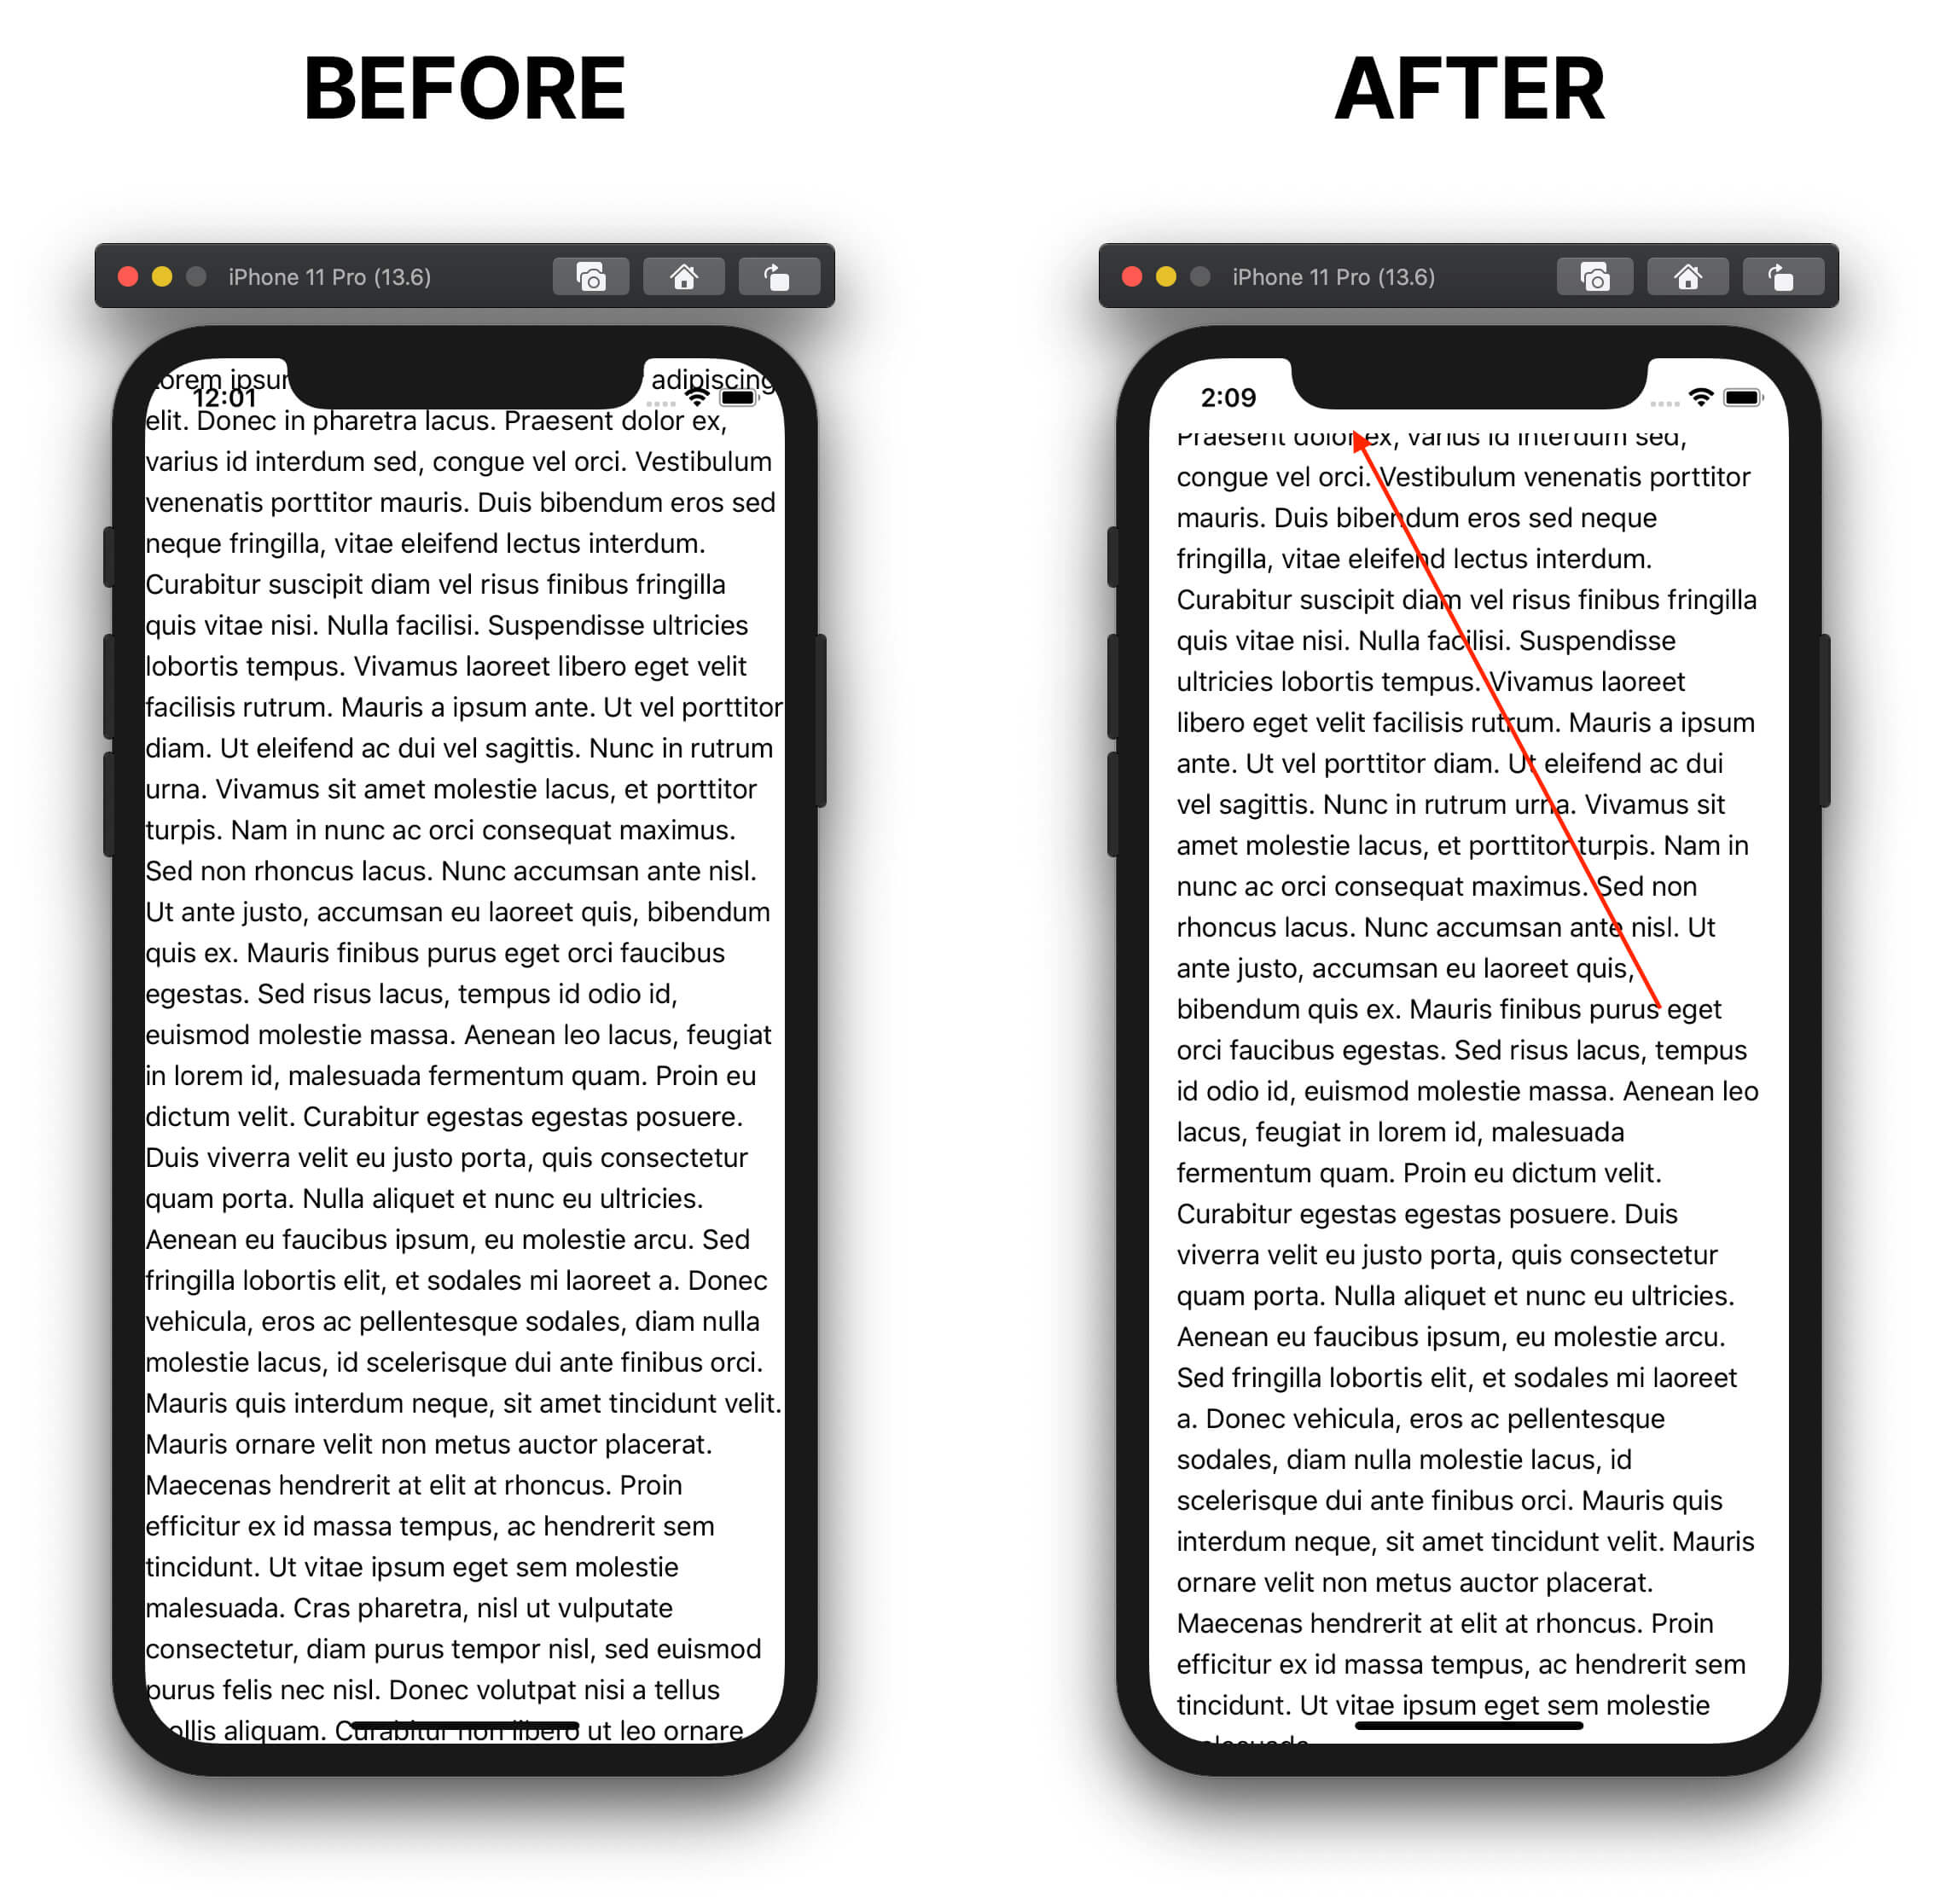 BEFORE
iPhone 11 Pro (13.6)
12:01
adipiscing
elit. Donec in pharetra lacus. Praesent dolor ex,
varius id interdum sed, congue vel orci. Vestibulum
venenatis porttitor mauris. Duis bibendum eros sed
neque fringilla, vitae eleifend lectus interdum.
Curabitur suscipit diam vel risus finibus fringilla
quis vitae nisi. Nulla facilisi. Suspendisse ultricies
lobortis tempus. Vivamus laoreet libero eget velit
facilisis rutrum. Mauris a ipsum ante. Ut vel porttitor
diam. Ut eleifend ac dui vel sagittis. Nunc in rutrum
urna. Vivamus sit amet molestie lacus, et porttitor
turpis. Nam in nunc ac orci consequat maximus.
Sed non rhoncus lacus. Nunc accumsan ante nisl.
Ut ante justo, accumsan eu laoreet quis, bibendum
quis ex. Mauris finibus purus eget orci faucibus
egestas. Sed risus lacus, tempus id odio id,
euismod molestie massa. Aenean leo lacus, feugiat
in lorem id, malesuada fermentum quam. Proin eu
dictum velit. Curabitur egestas egestas posuere.
Duis viverra velit eu justo porta, quis consectetur
quam porta. Nulla aliquet et nunc eu ultricies.
Aenean eu faucibus ipsum, eu molestie arcu. Sed
fringilla lobortis elit, et sodales mi laoreet a. Donec
vehicula, eros ac pellentesque sodales, diam nulla
molestie lacus, id scelerisque dui ante finibus orci.
Mauris quis interdum neque, sit amet tincidunt velit.
Mauris ornare velit non metus auctor placerat.
Maecenas hendrerit at elit at rhoncus. Proin
efficitur ex id massa tempus, ac hendrerit sem
tincidunt. Ut vitae ipsum eget sem molestie
malesuada. Cras pharetra, nisl ut vulputate
consectetur, diam purus tempor nisl, sed euismod
purus felis nec nisl. Donec volutpat nisi a tellus
aliquam. Curabitur non libero ut leo ornare
AFTER
iPhone 11 Pro (13.6)
2:09
Praesent dolor ex, varius id interdum sed,
congue vel orci. Vestibulum venenatis porttitor
mauris. Duis bibendum eros sed neque
fringilla, vitae eleifend lectus interdum.
Curabitur suscipit diam vel risus finibus fringilla
quis vitae nisi. Nulla facilisi. Suspendisse
ultricies lobortis tempus. Vivamus laoreet
libero eget velit facilisis rutrum. Mauris a ipsum
ante. Ut vel porttitor diam. Ut eleifend ac dui
vel sagittis. Nunc in rutrum urna. Vivamus sit
amet molestie lacus, et porttitor turpis. Nam in
nunc ac orci consequat maximus. Sed non
rhoncus lacus. Nunc accumsan ante nisl. Ut
ante justo, accumsan eu laoreet quis,
bibendum quis ex. Mauris finibus purus eget
orci faucibus egestas. Sed risus lacus, tempus
id odio id, euismod molestie massa. Aenean leo
lacus, feugiat in lorem id, malesuada
fermentum quam. Proin eu dictum velit.
Curabitur egestas egestas posuere. Duis
viverra velit eu justo porta, quis consectetur
quam porta. Nulla aliquet et nunc eu ultricies.
Aenean eu faucibus ipsum, eu molestie arcu.
Sed fringilla lobortis elit, et sodales mi laoreet
a. Donec vehicula, eros ac pellentesque
sodales, diam nulla molestie lacus, id
scelerisque dui ante finibus orci. Mauris quis
interdum neque, sit amet tincidunt velit. Mauris
ornare velit non metus auctor placerat.
Maecenas hendrerit at elit at rhoncus. Proin
efficitur ex id massa tempus, ac hendrerit sem
tincidunt. Ut vitae ipsum eget sem molestie